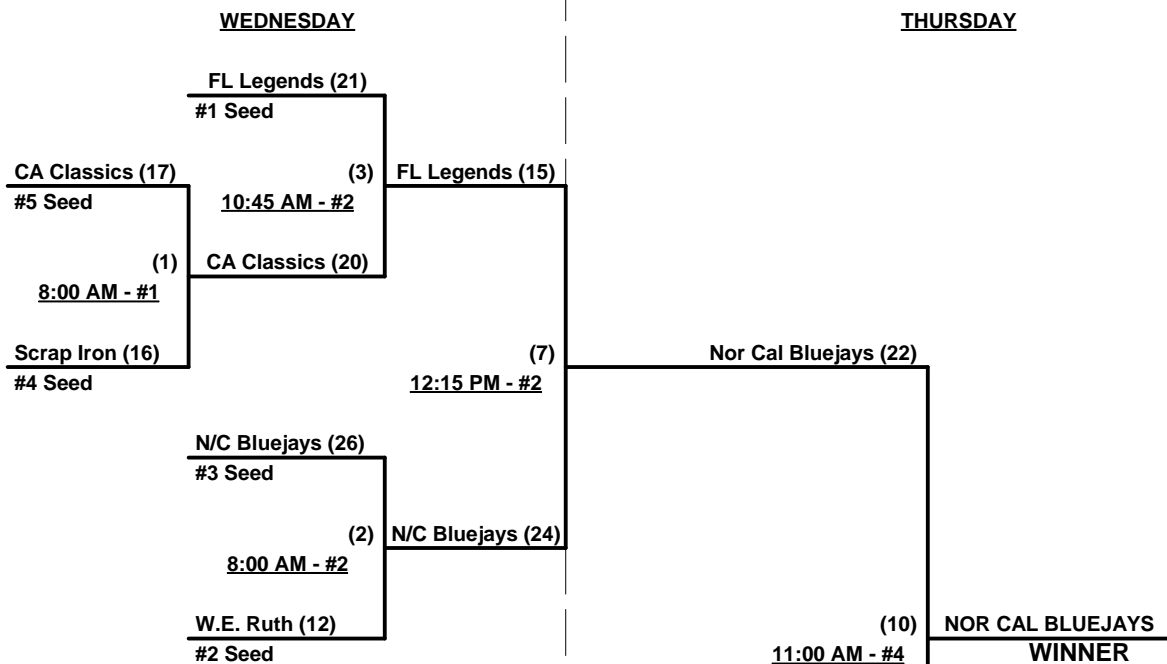 WEDNESDAY
THURSDAY
FL Legends (21)
#1 Seed
CA Classics (17)
(3)
FL Legends (15)
#5 Seed
10:45 AM - #2
(1)
CA Classics (20)
8:00 AM - #1
Scrap Iron (16)
(7)
Nor Cal Bluejays (22)
#4 Seed
12:15 PM - #2
N/C Bluejays (26)
#3 Seed
(2)
N/C Bluejays (24)
8:00 AM - #2
W.E. Ruth (12)
(10)
NOR CAL BLUEJAYS
#2 Seed
11:00 AM - #4
WINNER